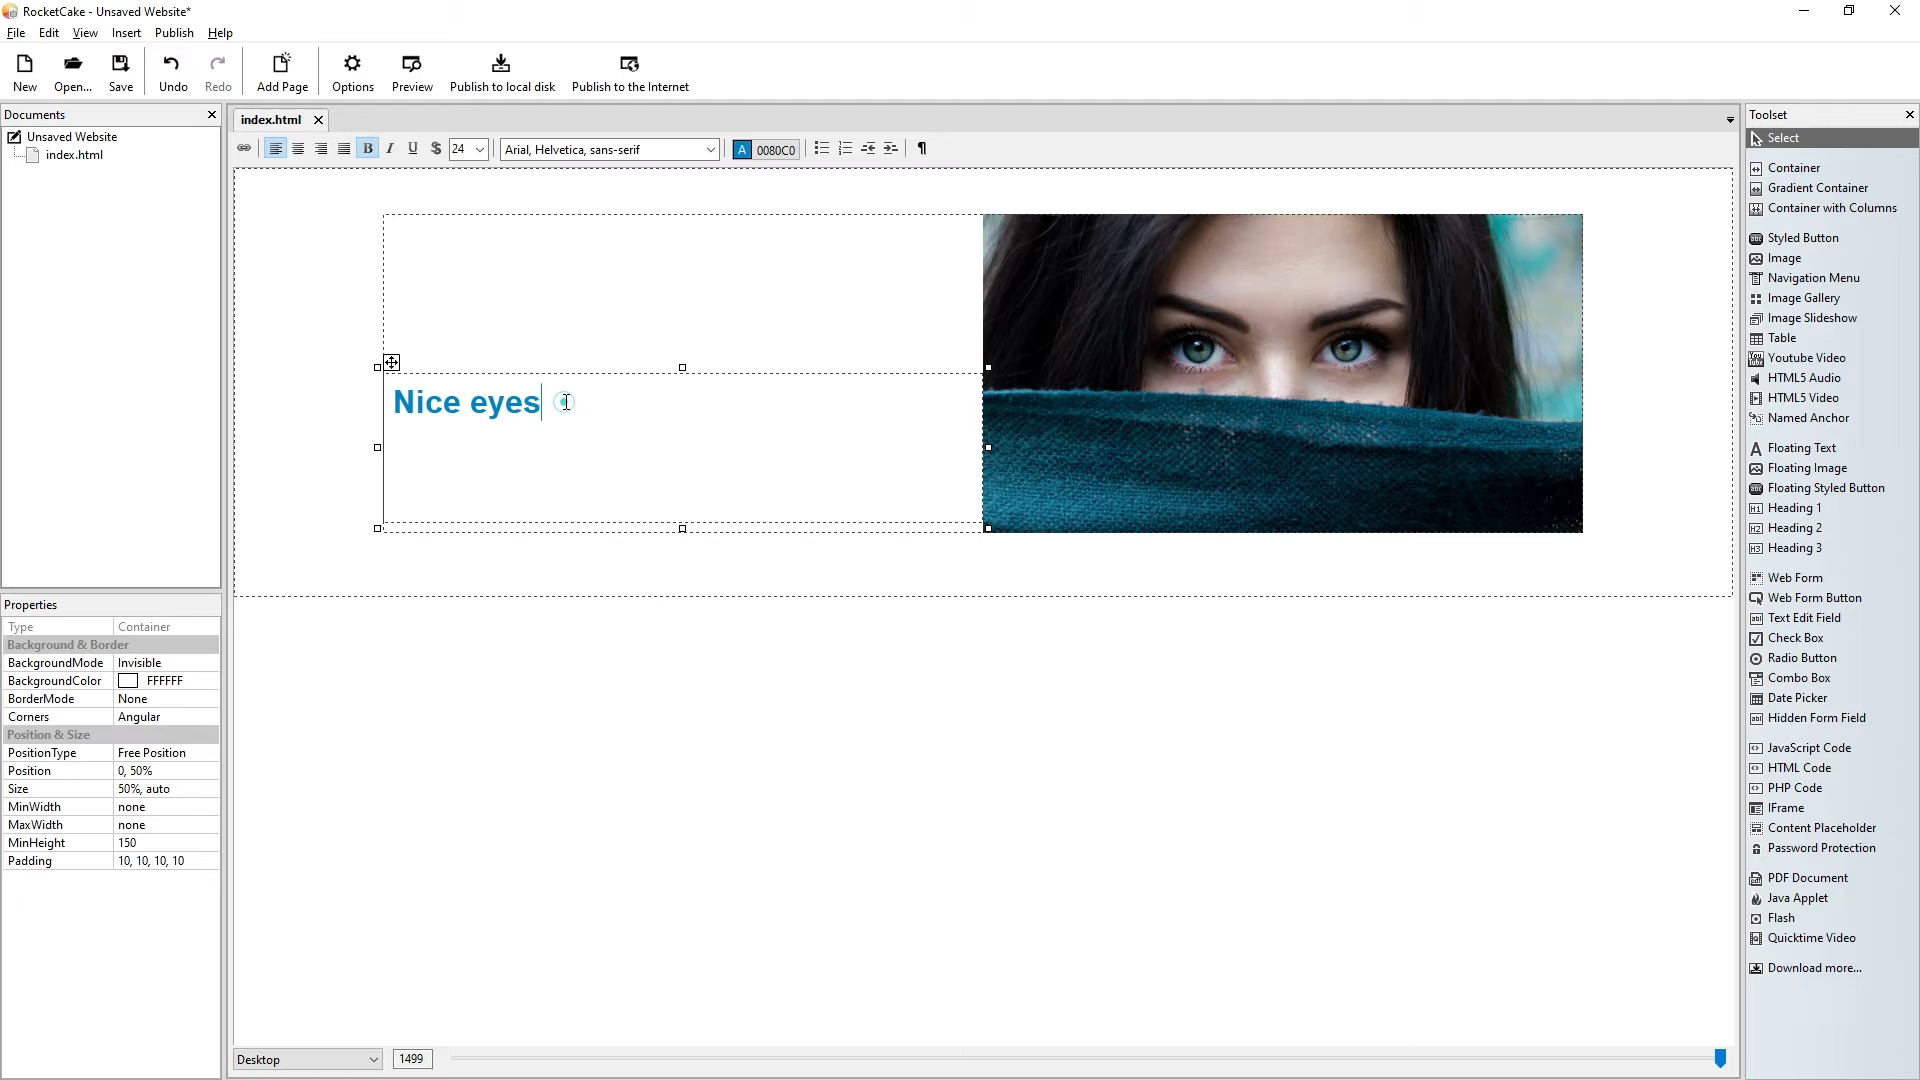 RocketCake - Unsaved Website*
File Edit View Insert Publish Help
New Open... Save Undo Redo Add Page Options Preview Publish to local disk Publish to the Internet
Documents
Unsaved Website
index.html
index.html
B I U $ 24 Arial, Helvetica, sans-serif A 0080C0 ¶
Nice eyes
Properties
Type Container
Background & Border
BackgroundMode Invisible
BackgroundColor FFFFFF
BorderMode None
Corners Angular
Position & Size
PositionType Free Position
Position 0, 50%
Size 50%, auto
MinWidth none
MaxWidth none
MinHeight 150
Padding 10, 10, 10, 10
Desktop 1499
Toolset
Select
Container
Gradient Container
Container with Columns
Styled Button
Image
Navigation Menu
Image Gallery
Image Slideshow
Table
Youtube Video
HTML5 Audio
HTML5 Video
Named Anchor
Floating Text
Floating Image
Floating Styled Button
Heading 1
Heading 2
Heading 3
Web Form
Web Form Button
Text Edit Field
Check Box
Radio Button
Combo Box
Date Picker
Hidden Form Field
JavaScript Code
HTML Code
PHP Code
IFrame
Content Placeholder
Password Protection
PDF Document
Java Applet
Flash
Quicktime Video
Download more...